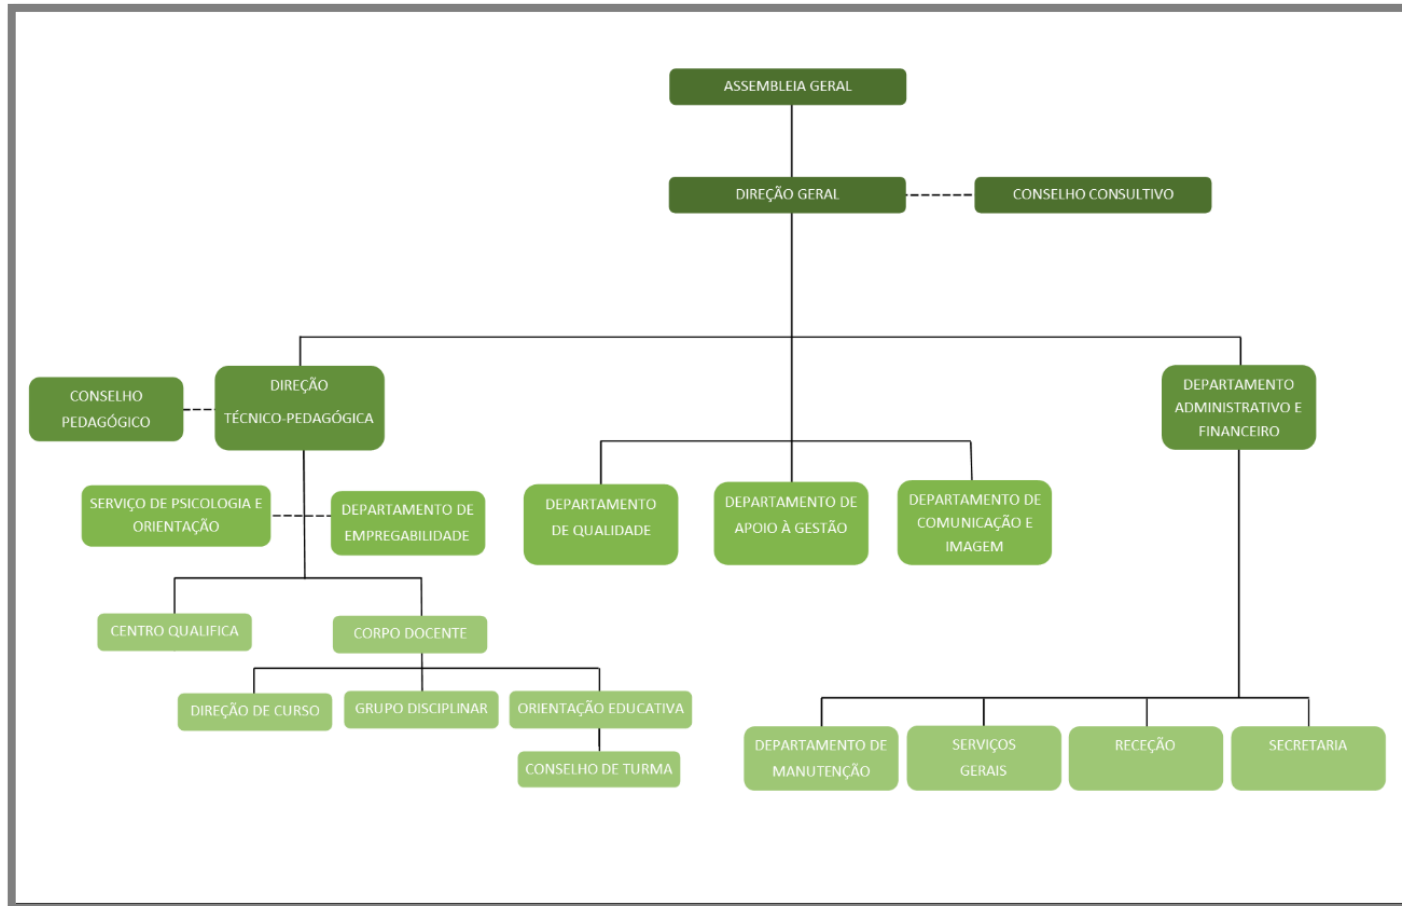 ASSEMBLEIA GERAL
DIREÇÃO GERAL
CONSELHO CONSULTIVO
CONSELHO
PEDAGÓGICO
DIREÇÃO
TÉCNICO-PEDAGÓGICA
DEPARTAMENTO
ADMINISTRATIVO E
FINANCEIRO
SERVIÇO DE PSICOLOGIA E
ORIENTAÇÃO
DEPARTAMENTO DE
EMPREGABILIDADE
DEPARTAMENTO
DE QUALIDADE
DEPARTAMENTO DE
APOIO À GESTÃO
DEPARTAMENTO DE
COMUNICAÇÃO E
IMAGEM
CENTRO QUALIFICA
CORPO DOCENTE
DIREÇÃO DE CURSO
GRUPO DISCIPLINAR
ORIENTAÇÃO EDUCATIVA
CONSELHO DE TURMA
DEPARTAMENTO DE
MANUTENÇÃO
SERVIÇOS
GERAIS
RECEÇÃO
SECRETARIA